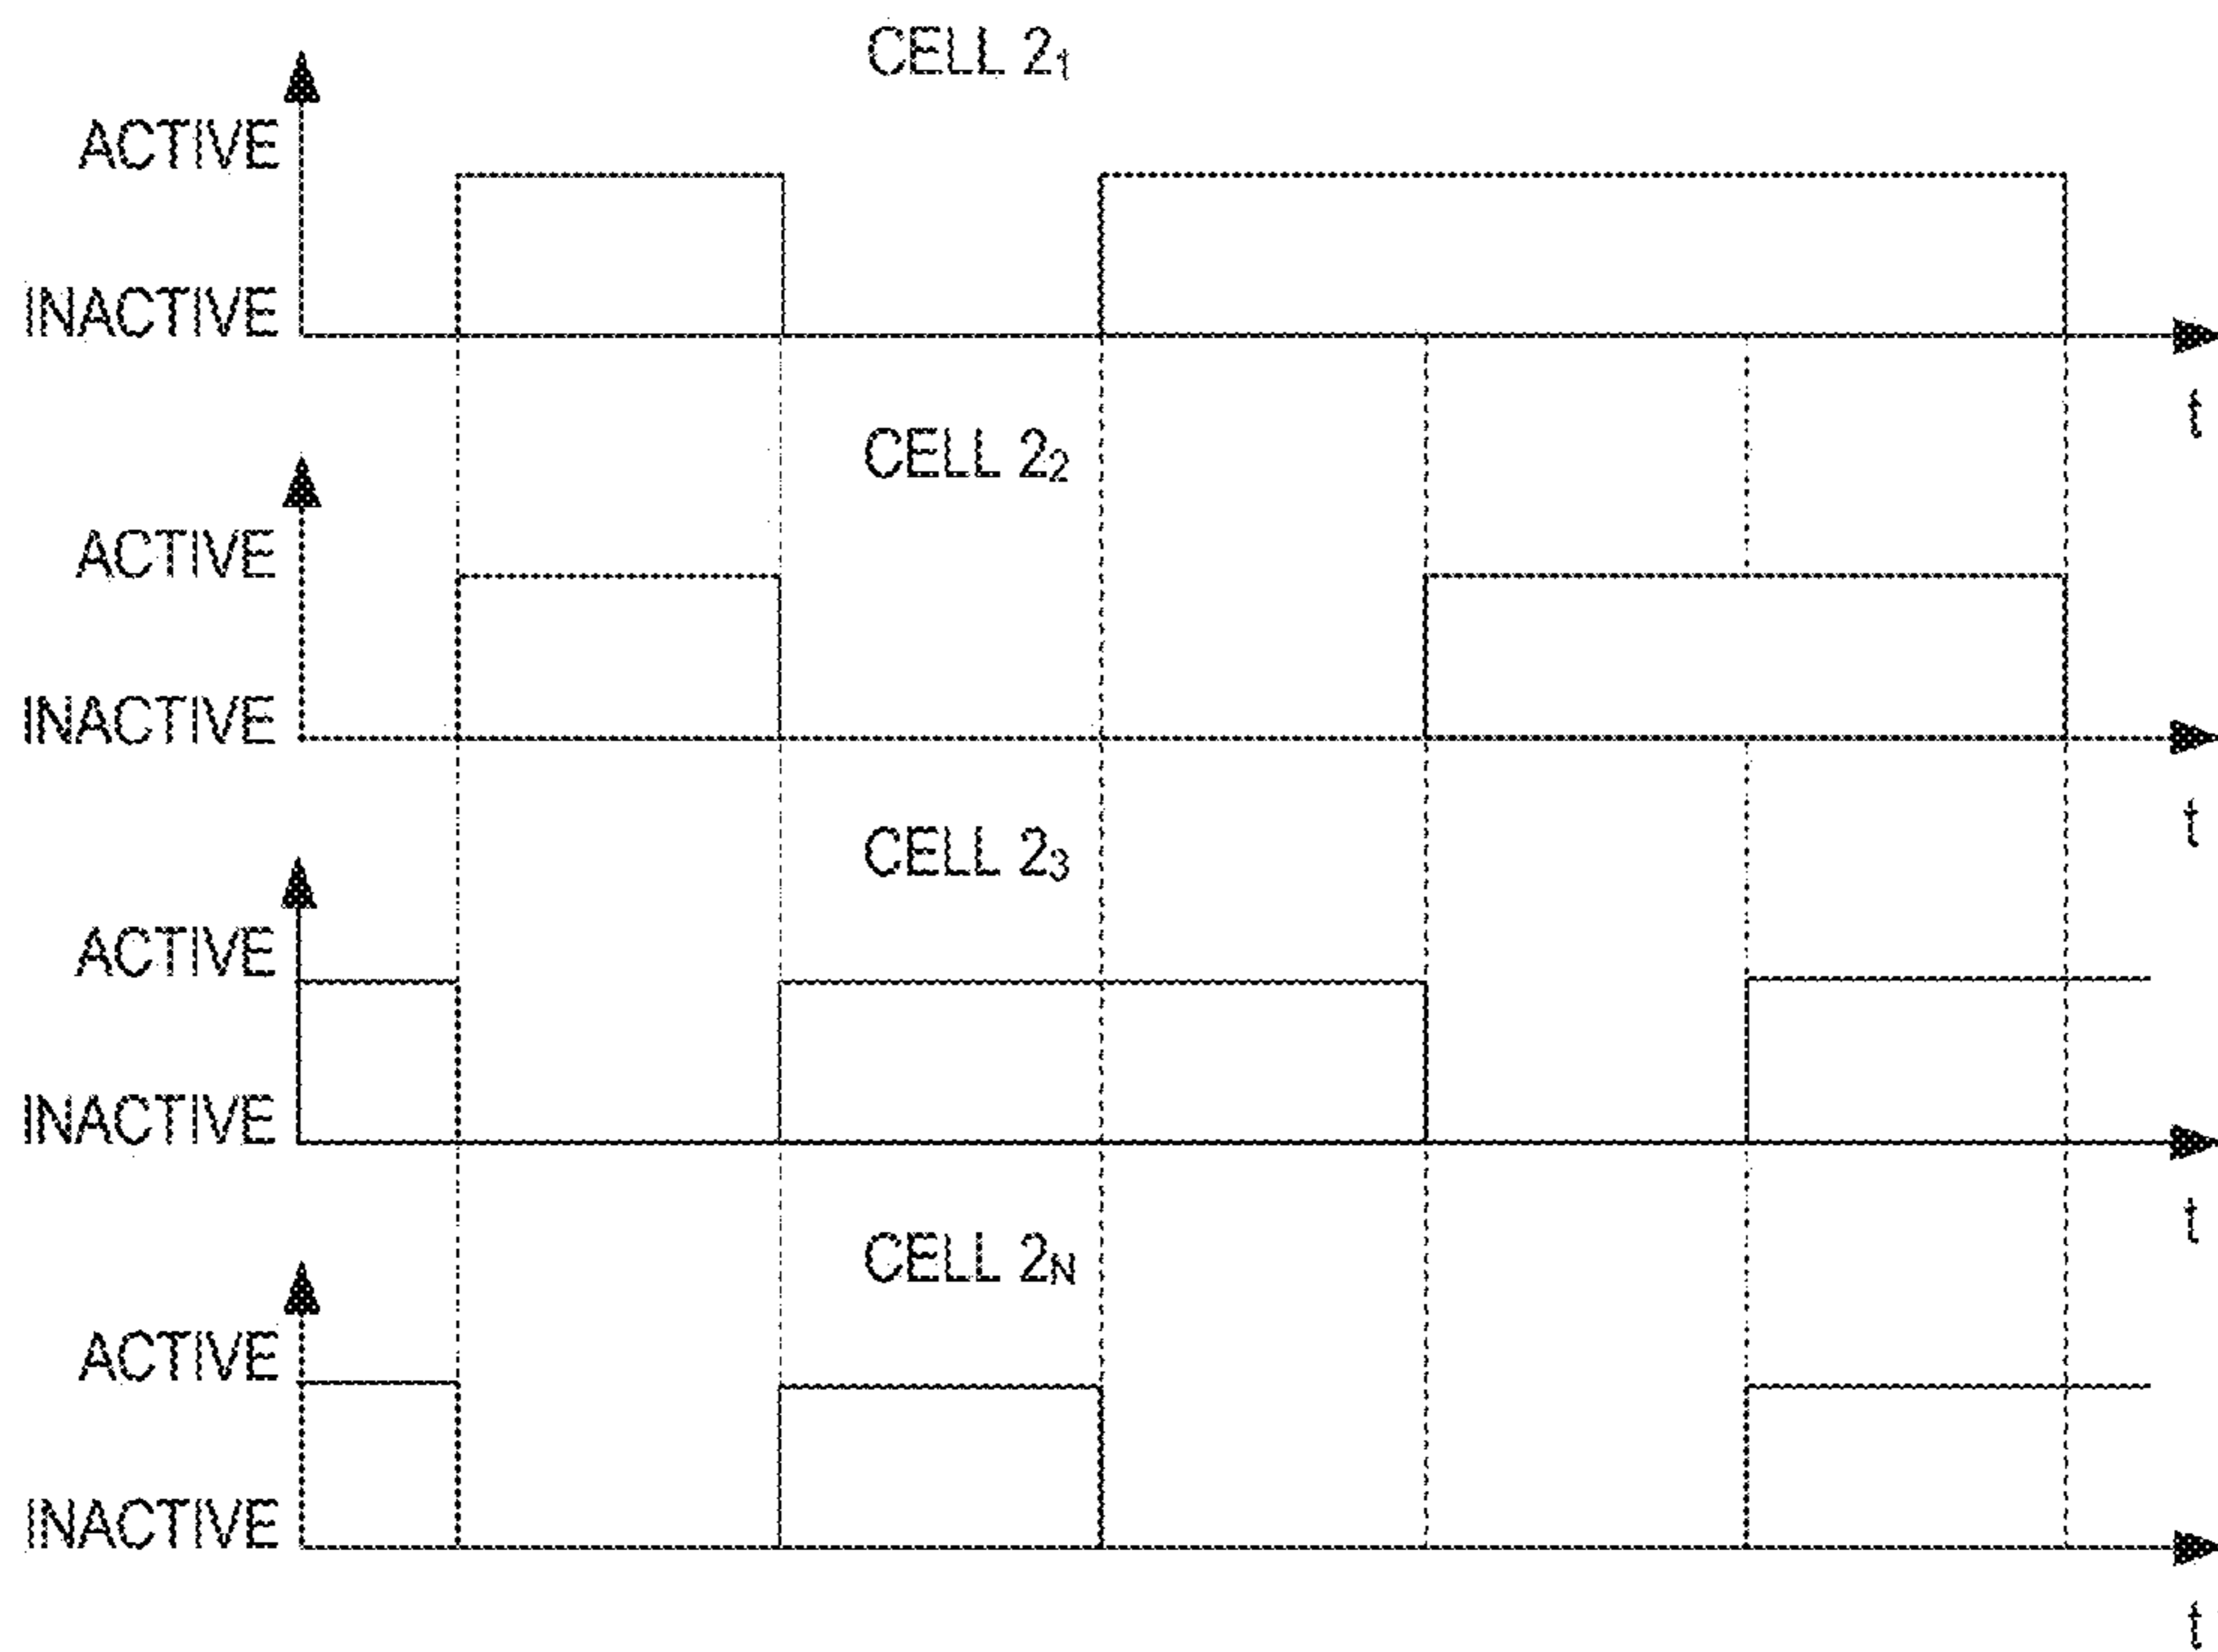 CELL 2₁
ACTIVE
INACTIVE
t
CELL 2₂
ACTIVE
INACTIVE
t
CELL 2₃
ACTIVE
INACTIVE
t
CELL 2N
ACTIVE
INACTIVE
t